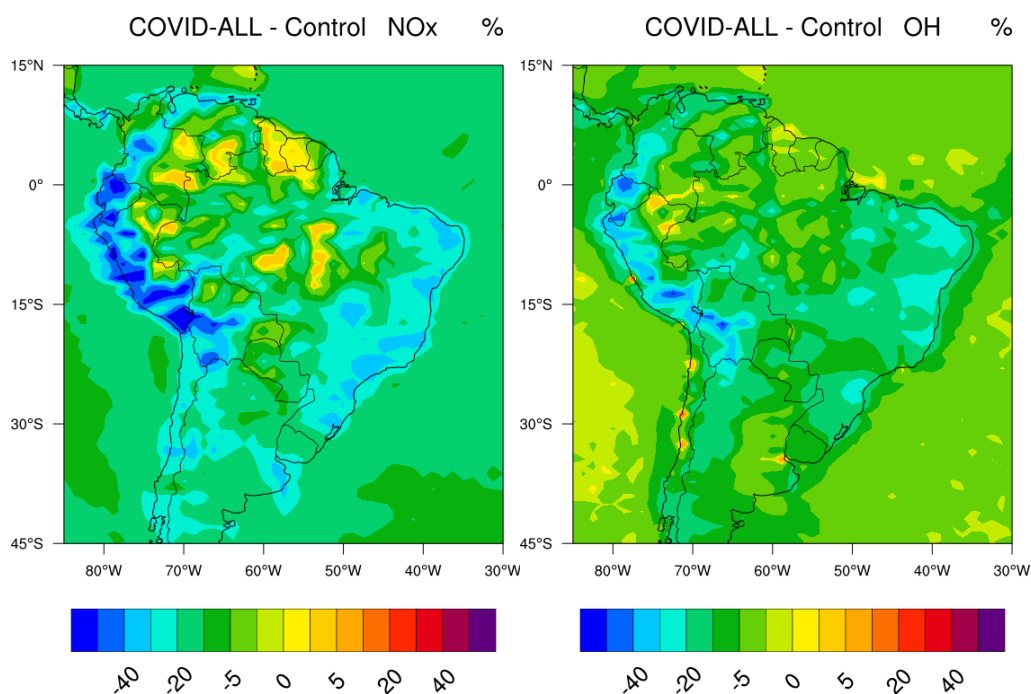 COVID-ALL - Control NOx % COVID-ALL - Control OH %
15°N 15°N
0° 0°
15°S 15°S
30°S 30°S
45°S 45°S
80°W 70°W 60°W 50°W 40°W 30°W 80°W 70°W 60°W 50°W 40°W 30°W
-40 -20 -5 0 5 20 40 -40 -20 -5 0 5 20 40